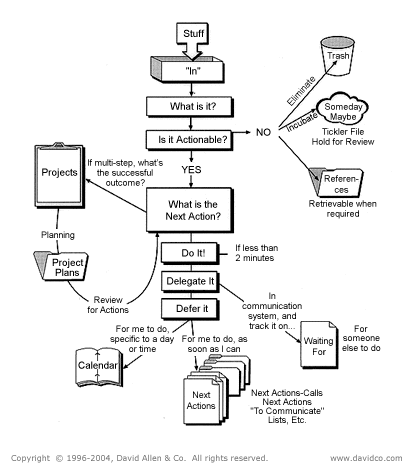 Stuff
"In"
Trash
What is it?
Eliminate
Someday
Maybe
Is it Actionable?
NO
Incubate
Tickler File
Hold for Review
YES
If multi-step, what's
the successful
outcome?
Projects
Referen-
ces
Retrievable when
required
What is the
Next Action?
Planning
Do It!
If less than
2 minutes
Project
Plans
Delegate It
Review
for Actions
Defer it
In
communication
system, and
track it on...
For me to do,
specific to a day
or time
For me to do, as
soon as I can
Waiting
For
For
someone
else to do
Calendar
Next
Actions
Next Actions-Calls
Next Actions
"To Communicate"
Lists, Etc.
Copyright © 1996-2004, David Allen & Co. All rights reserved.
www.davidco.com